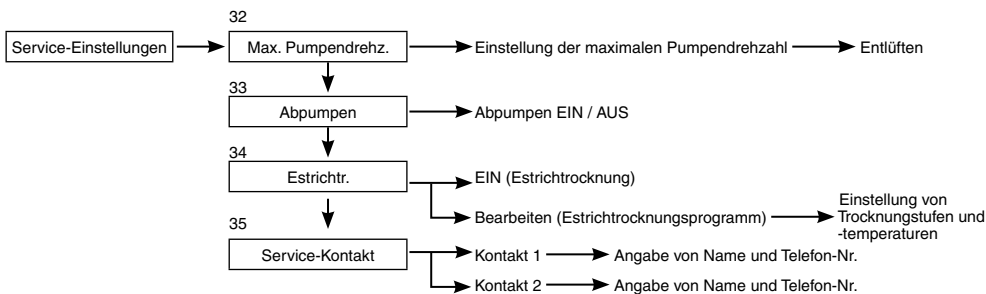 32
Service-Einstellungen
Max. Pumpendrehz.
Einstellung der maximalen Pumpendrehzahl
Entlüften
33
Abpumpen
Abpumpen EIN / AUS
34
Estrichtr.
EIN (Estrichtrocknung)
Bearbeiten (Estrichtrocknungsprogramm)
Einstellung von
Trocknungstufen und
-temperaturen
35
Service-Kontakt
Kontakt 1
Angabe von Name und Telefon-Nr.
Kontakt 2
Angabe von Name und Telefon-Nr.